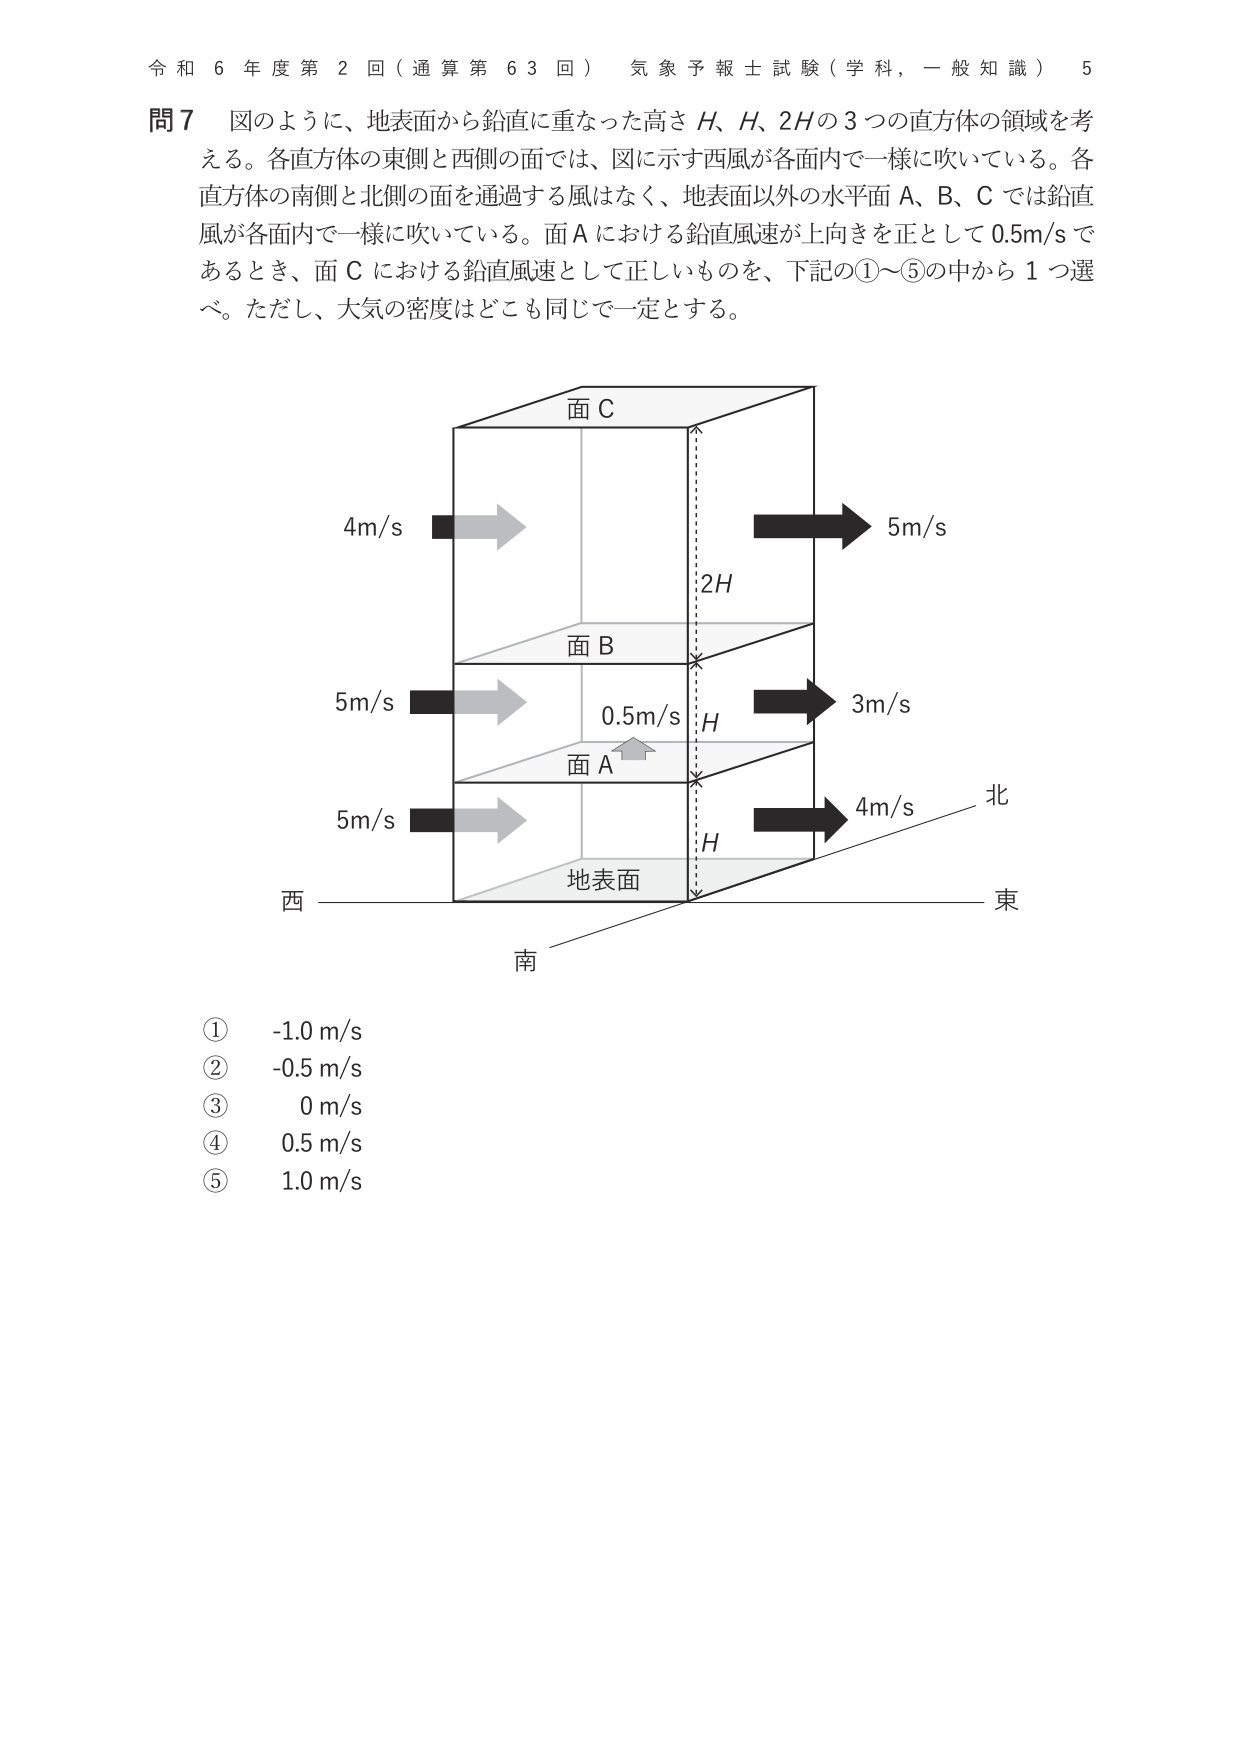 令和6年度第2回(通算第63回) 気象予報士試験(学科,一般知識) 5
問7 図のように、地表面から鉛直に重なった高さ H、H、2Hの3つの直方体の領域を考
える。各直方体の東側と西側の面では、図に示す西風が各面内で一様に吹いている。各
直方体の南側と北側の面を通過する風はなく、地表面以外の水平面 A、B、C では鉛直
風が各面内で一様に吹いている。面 A における鉛直風速が上向きを正として 0.5m/s で
あるとき、面 C における鉛直風速として正しいものを、下記の①〜⑤の中から 1 つ選
べ。ただし、大気の密度はどこも同じで一定とする。
面 C
4m/s
5m/s
2H
面 B
5m/s
0.5m/s
H
3m/s
面 A
5m/s
H
4m/s
北
地表面
西
東
南
① -1.0 m/s
② -0.5 m/s
③ 0 m/s
④ 0.5 m/s
⑤ 1.0 m/s